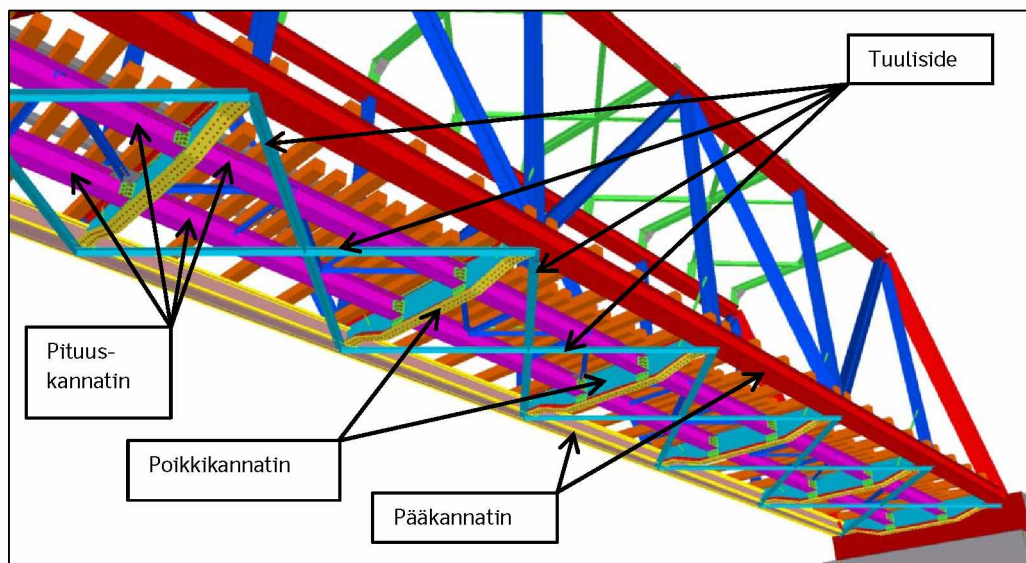 Tuuliside
Pituus-
kannatin
Poikkikannatin
Pääkannatin